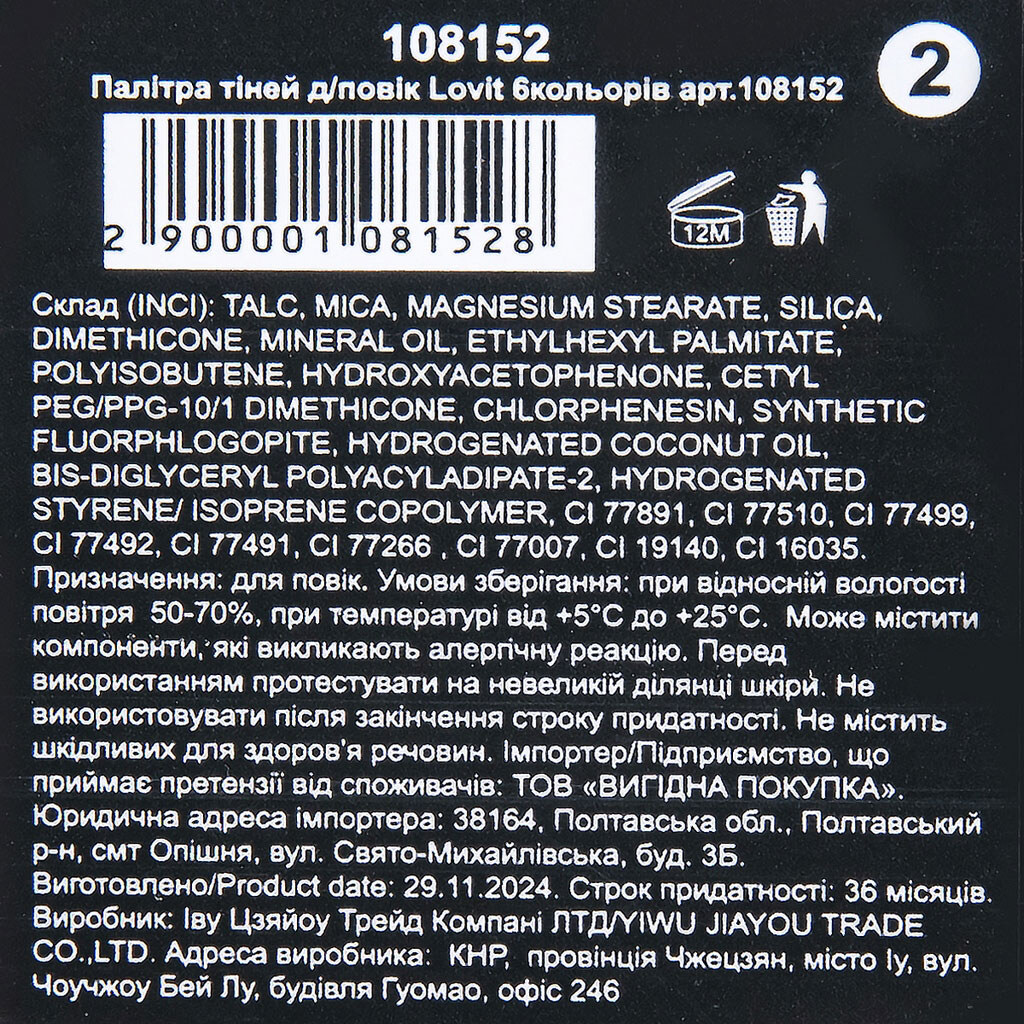 108152
2
Палітра тіней д/повік Lovit 6кольорів арт.108152
2 900001 081528
12M
Склад (INCI): TALC, MICA, MAGNESIUM STEARATE, SILICA,
DIMETHICONE, MINERAL OIL, ETHYLHEXYL PALMITATE,
POLYISOBUTENE, HYDROXYACETOPHENONE, CETYL
PEG/PPG-10/1 DIMETHICONE, CHLORPHENESIN, SYNTHETIC
FLUORPHLOGOPITE, HYDROGENATED COCONUT OIL,
BIS-DIGLYCERYL POLYACYLADIPATE-2, HYDROGENATED
STYRENE/ ISOPRENE COPOLYMER, CI 77891, CI 77510, CI 77499,
CI 77492, CI 77491, CI 77266 , CI 77007, CI 19140, CI 16035.
Призначення: для повік. Умови зберігання: при відносній вологості
повітря 50-70%, при температурі від +5°С до +25°С. Може містити
компоненти, які викликають алергічну реакцію. Перед
використанням протестувати на невеликій ділянці шкіри. Не
використовувати після закінчення строку придатності. Не містить
шкідливих для здоров'я речовин. Імпортер/Підприємство, що
приймає претензії від споживачів: ТОВ «ВИГІДНА ПОКУПКА».
Юридична адреса імпортера: 38164, Полтавська обл., Полтавський
р-н, смт Опішня, вул. Свято-Михайлівська, буд. 3Б.
Виготовлено/Product date: 29.11.2024. Строк придатності: 36 місяців.
Виробник: Іву Цзяйоу Трейд Компані ЛТД/YIWU JIAYOU TRADE
CO.,LTD. Адреса виробника: КНР, провінція Чжецзян, місто Іу, вул.
Чоучжоу Бей Лу, будівля Гуомао, офіс 246